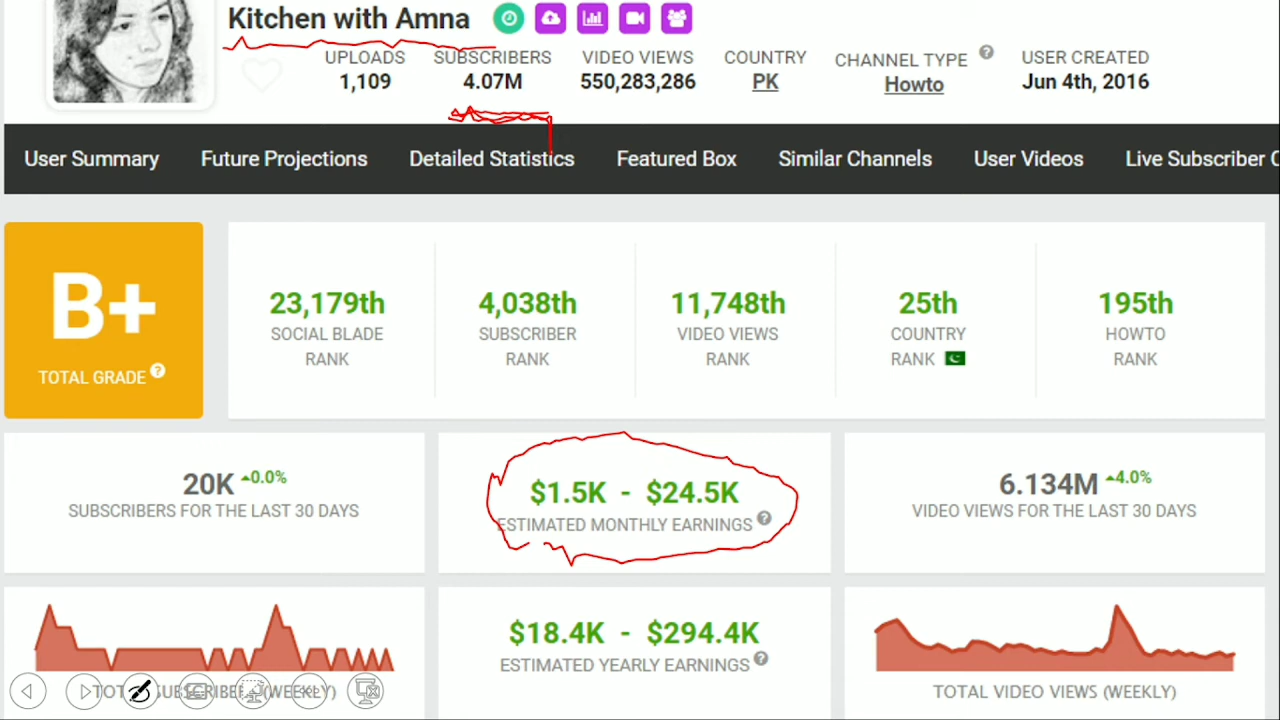 Kitchen with Amna
UPLOADS
1,109
SUBSCRIBERS
4.07M
VIDEO VIEWS
550,283,286
COUNTRY
PK
CHANNEL TYPE ?
Howto
USER CREATED
Jun 4th, 2016
User Summary Future Projections Detailed Statistics Featured Box Similar Channels User Videos Live Subscriber C
B+
TOTAL GRADE ?
23,179th
SOCIAL BLADE
RANK
4,038th
SUBSCRIBER
RANK
11,748th
VIDEO VIEWS
RANK
25th
COUNTRY
RANK
195th
HOWTO
RANK
20K 0.0%
SUBSCRIBERS FOR THE LAST 30 DAYS
$1.5K - $24.5K
ESTIMATED MONTHLY EARNINGS ?
6.134M 4.0%
VIDEO VIEWS FOR THE LAST 30 DAYS
$18.4K - $294.4K
ESTIMATED YEARLY EARNINGS ?
(WEEKLY)
TOTAL VIDEO VIEWS (WEEKLY)